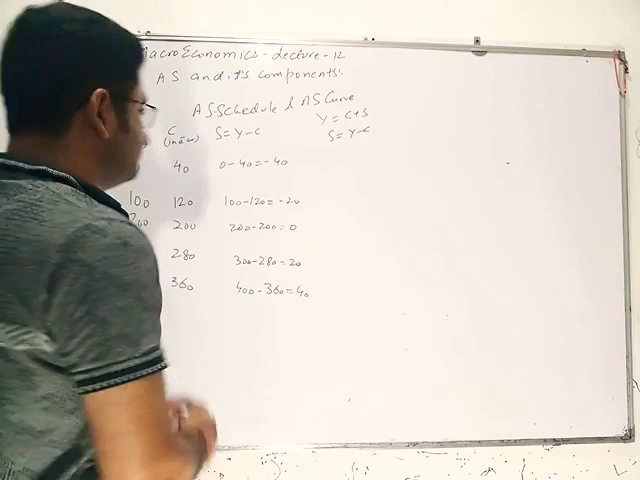 MacroEconomics - Lecture - 12
AS and it's components.
AS Schedule & AS Curve
Y = C+S
S = Y-C
C S = Y-C
40 0-40=-40
100 120 100-120=-20
200 200 200-200=0
280 300-280=20
360 400-360=40